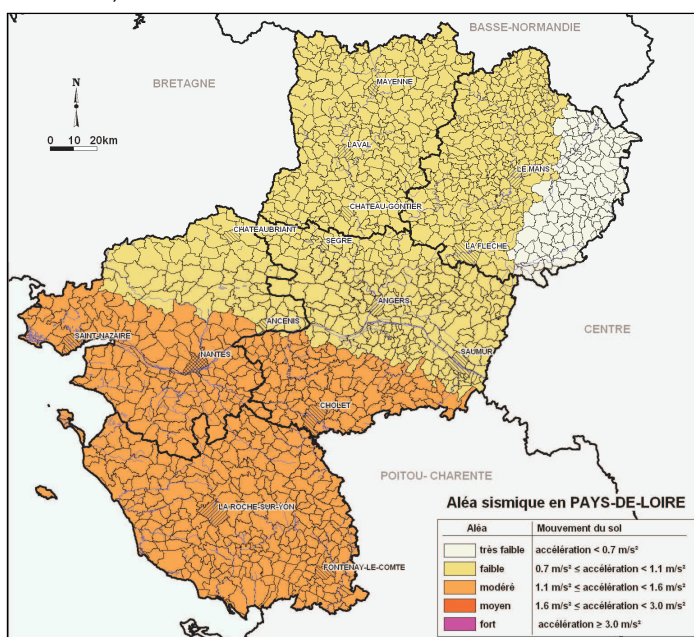 BASSE-NORMANDIE
BRETAGNE
MAYENNE
N
0 10 20km
LAVAL
LE MANS
CHATEAU-GONTIER
CHATEAUBRIANT
SEGRE
LA FLECHE
ANGERS
ANCENIS
CENTRE
SAINT-NAZAIRE
NANTES
SAUMUR
CHOLET
POITOU- CHARENTE
LA ROCHE-SUR-YON
FONTENAY-LE-COMTE
Aléa sismique en PAYS-DE-LOIRE
Aléa Mouvement du sol
très faible accélération < 0.7 m/s²
faible 0.7 m/s² ≤ accélération < 1.1 m/s²
modéré 1.1 m/s² ≤ accélération < 1.6 m/s²
moyen 1.6 m/s² ≤ accélération < 3.0 m/s²
fort accélération ≥ 3.0 m/s²